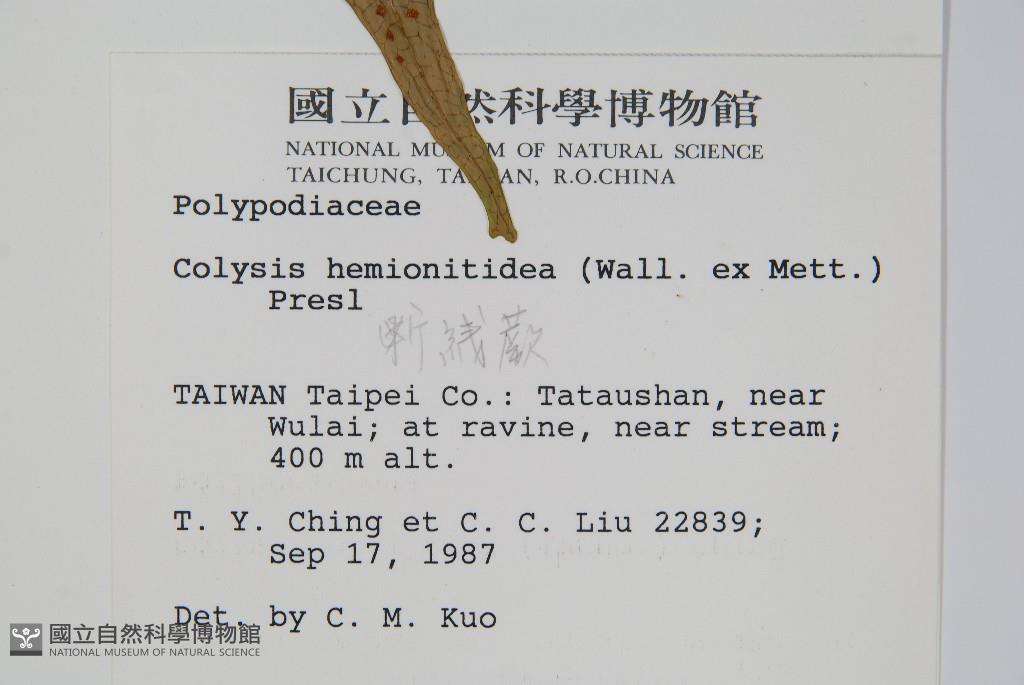 國立自然科學博物館
NATIONAL MUSEUM OF NATURAL SCIENCE
TAICHUNG, TAIWAN, R.O.CHINA
Polypodiaceae
Colysis hemionitidea (Wall. ex Mett.)
Presl
斷線蕨
TAIWAN Taipei Co.: Tataushan, near
Wulai; at ravine, near stream;
400 m alt.
T. Y. Ching et C. C. Liu 22839;
Sep 17, 1987
Det. by C. M. Kuo
國立自然科學博物館
NATIONAL MUSEUM OF NATURAL SCIENCE